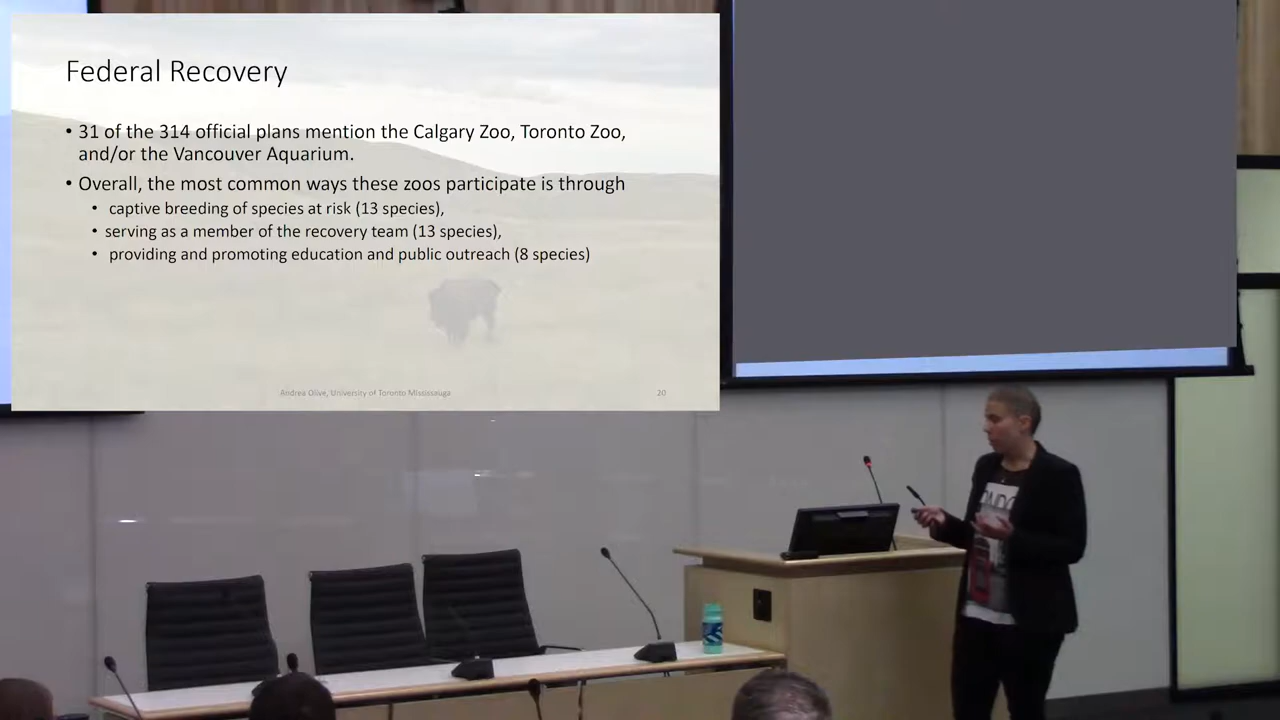 Federal Recovery
• 31 of the 314 official plans mention the Calgary Zoo, Toronto Zoo,
and/or the Vancouver Aquarium.
• Overall, the most common ways these zoos participate is through
• captive breeding of species at risk (13 species),
• serving as a member of the recovery team (13 species),
• providing and promoting education and public outreach (8 species)
Andrea Olive, University of Toronto Mississauga
20